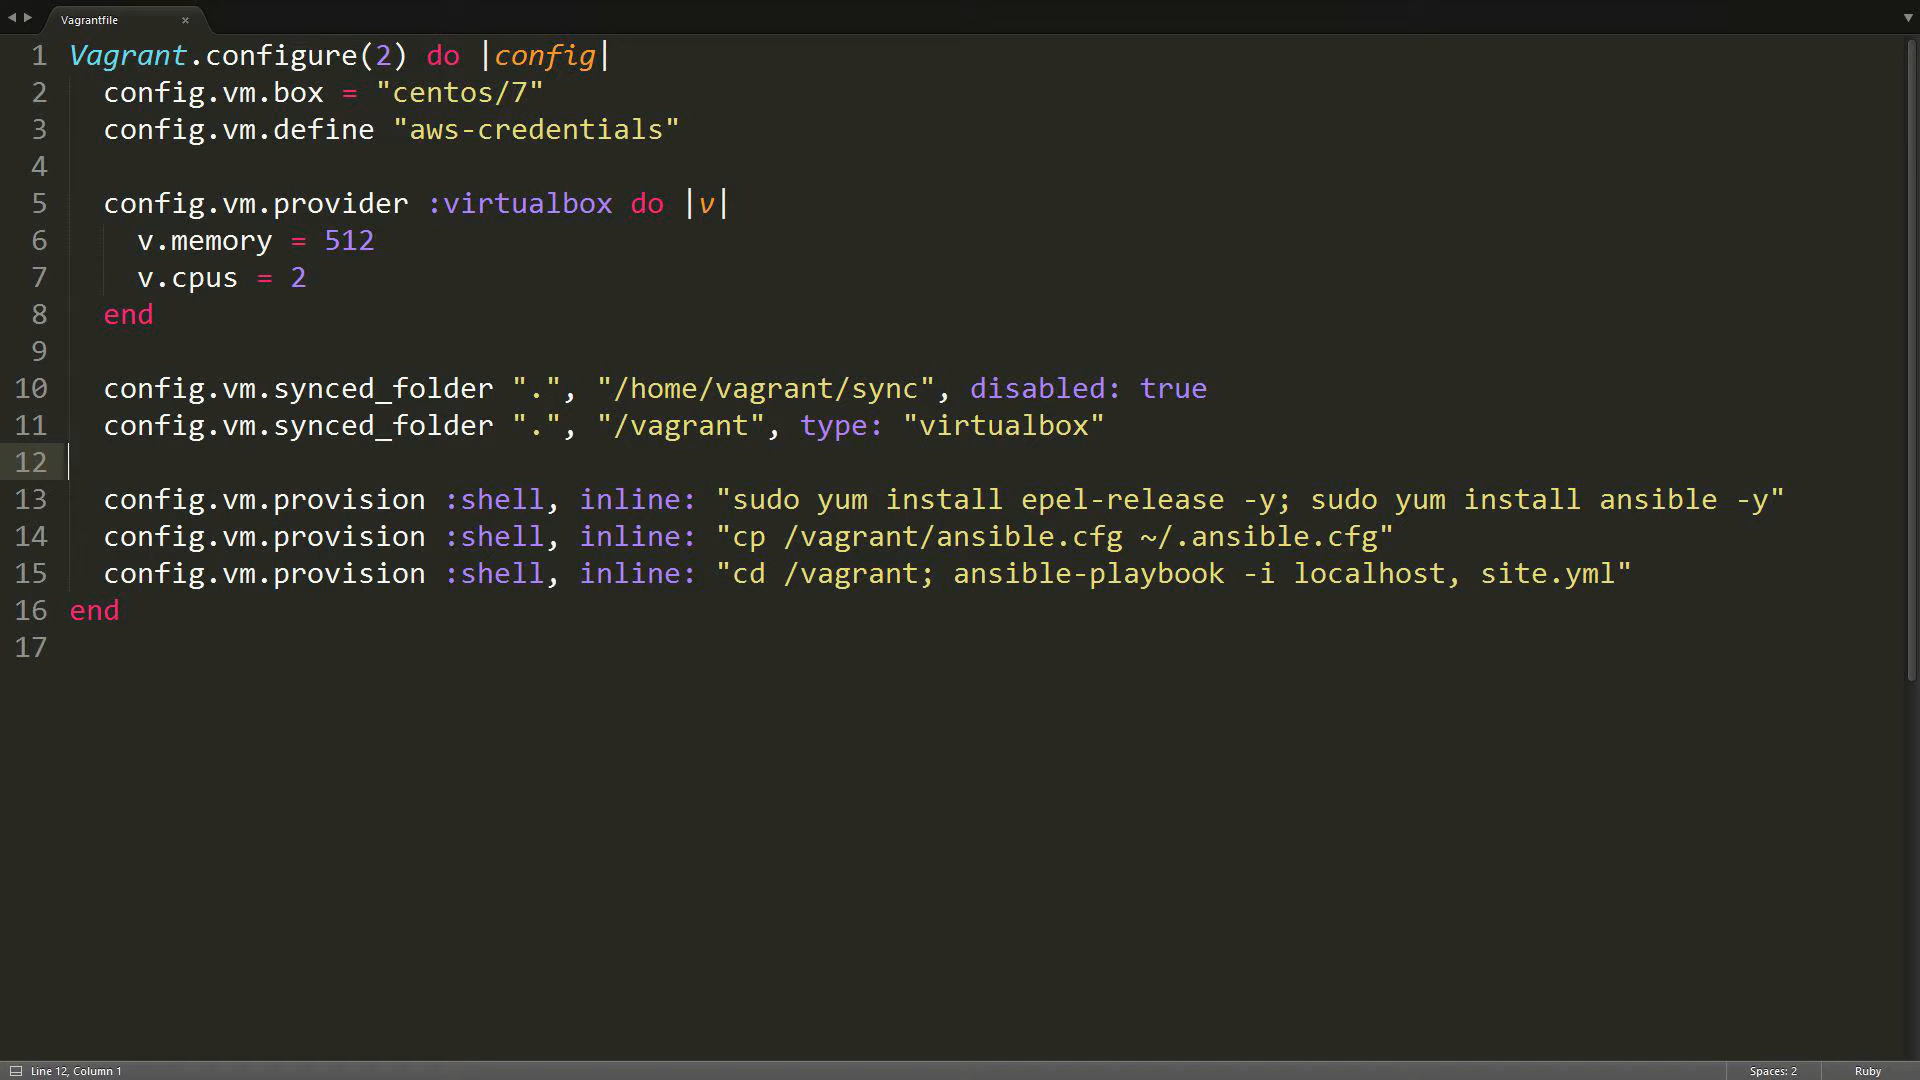 Vagrantfile ×
1 Vagrant.configure(2) do |config|
2   config.vm.box = "centos/7"
3   config.vm.define "aws-credentials"
4
5   config.vm.provider :virtualbox do |v|
6     v.memory = 512
7     v.cpus = 2
8   end
9
10   config.vm.synced_folder ".", "/home/vagrant/sync", disabled: true
11   config.vm.synced_folder ".", "/vagrant", type: "virtualbox"
12
13   config.vm.provision :shell, inline: "sudo yum install epel-release -y; sudo yum install ansible -y"
14   config.vm.provision :shell, inline: "cp /vagrant/ansible.cfg ~/.ansible.cfg"
15   config.vm.provision :shell, inline: "cd /vagrant; ansible-playbook -i localhost, site.yml"
16 end
17
Line 12, Column 1 Spaces: 2 Ruby